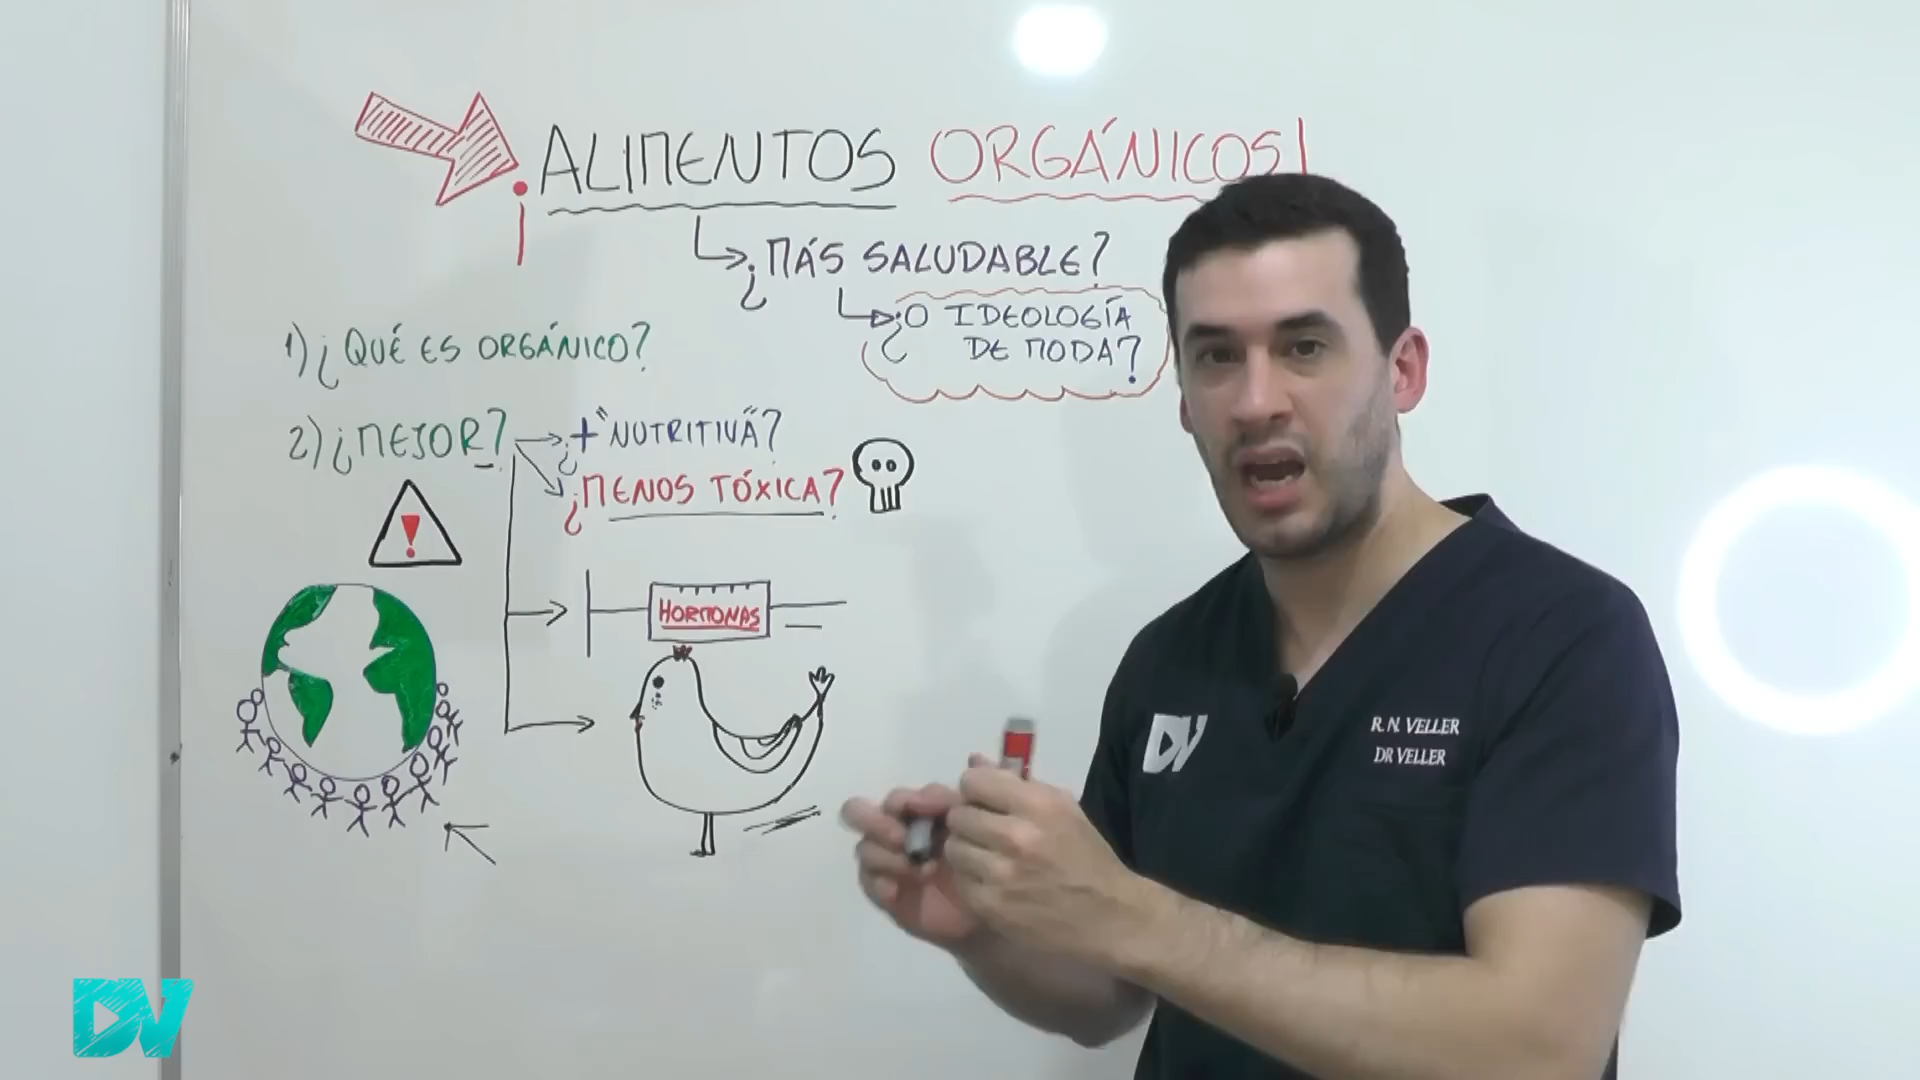 ¡ALIMENTOS ORGÁNICOS!
¿MÁS SALUDABLE?
¿O IDEOLOGÍA
DE MODA?
1) ¿QUÉ ES ORGÁNICO?
2) ¿MEJOR?
¿+ "NUTRITIVA"?
¿MENOS TÓXICA?
!
HORMONAS
DV
R. N. VELLER
DR VELLER
DV